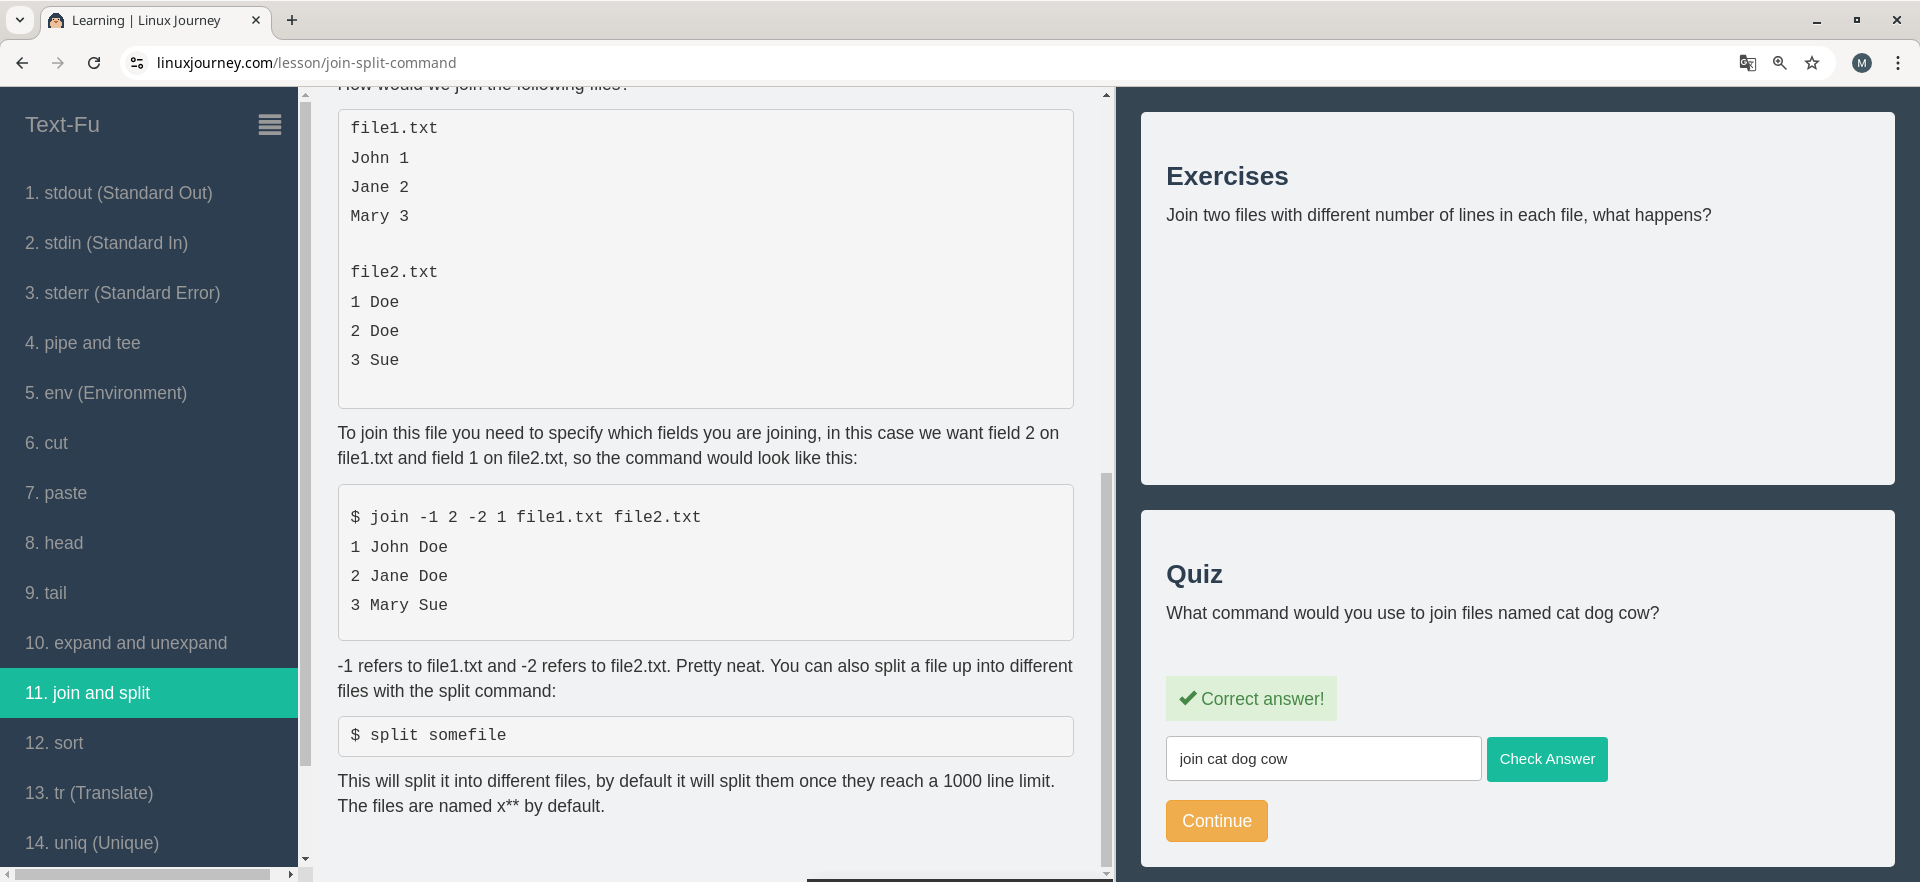 Learning | Linux Journey
linuxjourney.com/lesson/join-split-command
M
Text-Fu
1. stdout (Standard Out)
2. stdin (Standard In)
3. stderr (Standard Error)
4. pipe and tee
5. env (Environment)
6. cut
7. paste
8. head
9. tail
10. expand and unexpand
11. join and split
12. sort
13. tr (Translate)
14. uniq (Unique)
How would we join the following files?
file1.txt
John 1
Jane 2
Mary 3
file2.txt
1 Doe
2 Doe
3 Sue
To join this file you need to specify which fields you are joining, in this case we want field 2 on
file1.txt and field 1 on file2.txt, so the command would look like this:
$ join -1 2 -2 1 file1.txt file2.txt
1 John Doe
2 Jane Doe
3 Mary Sue
-1 refers to file1.txt and -2 refers to file2.txt. Pretty neat. You can also split a file up into different
files with the split command:
$ split somefile
This will split it into different files, by default it will split them once they reach a 1000 line limit.
The files are named x** by default.
Exercises
Join two files with different number of lines in each file, what happens?
Quiz
What command would you use to join files named cat dog cow?
Correct answer!
join cat dog cow
Check Answer
Continue